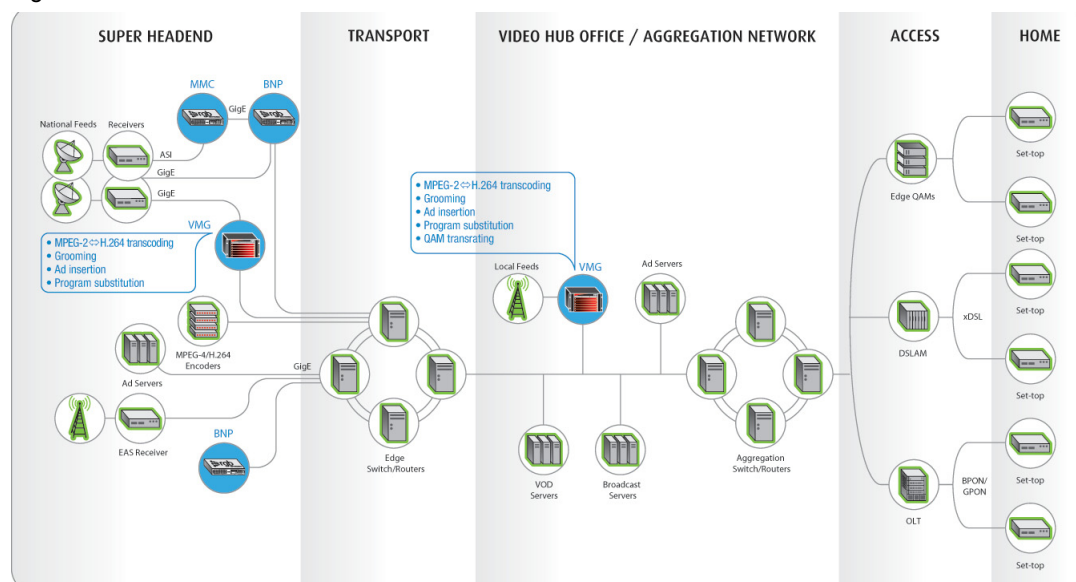 SUPER HEADEND
TRANSPORT
VIDEO HUB OFFICE / AGGREGATION NETWORK
ACCESS
HOME
MMC
BNP
GigE
National Feeds
Receivers
ASI
GigE
GigE
VMG
• MPEG-2⇔H.264 transcoding
• Grooming
• Ad insertion
• Program substitution
MPEG-4/H.264
Encoders
Ad Servers
GigE
EAS Receiver
BNP
Edge
Switch/Routers
• MPEG-2⇔H.264 transcoding
• Grooming
• Ad insertion
• Program substitution
• QAM transrating
Local Feeds
VMG
Ad Servers
VOD
Servers
Broadcast
Servers
Aggregation
Switch/Routers
Edge QAMs
Set-top
Set-top
DSLAM
xDSL
Set-top
Set-top
OLT
BPON/
GPON
Set-top
Set-top